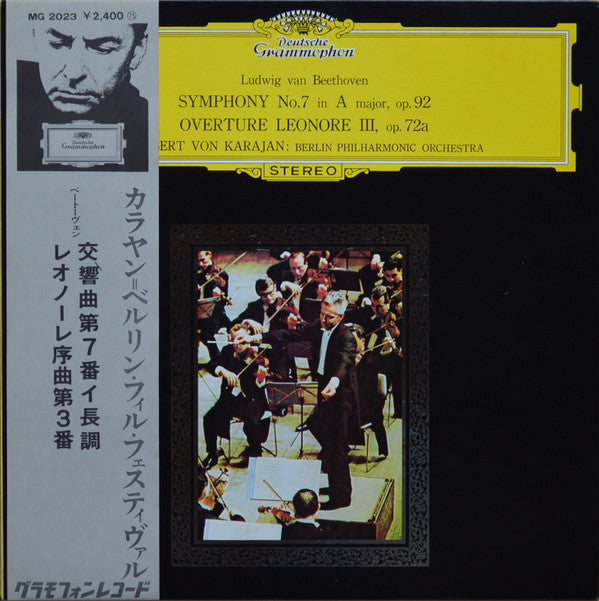 MG 2023 ¥2,400 ㉕
Deutsche
Grammophon
カラヤン=ベルリン・フィル・フェスティヴァル
ベートーヴェン
交響曲第7番イ長調
レオノーレ序曲第3番
グラモフォンレコード
Deutsche
Grammophon
Ludwig van Beethoven
SYMPHONY No.7 in A major, op.92
OVERTURE LEONORE III, op.72a
BERT VON KARAJAN: BERLIN PHILHARMONIC ORCHESTRA
STEREO